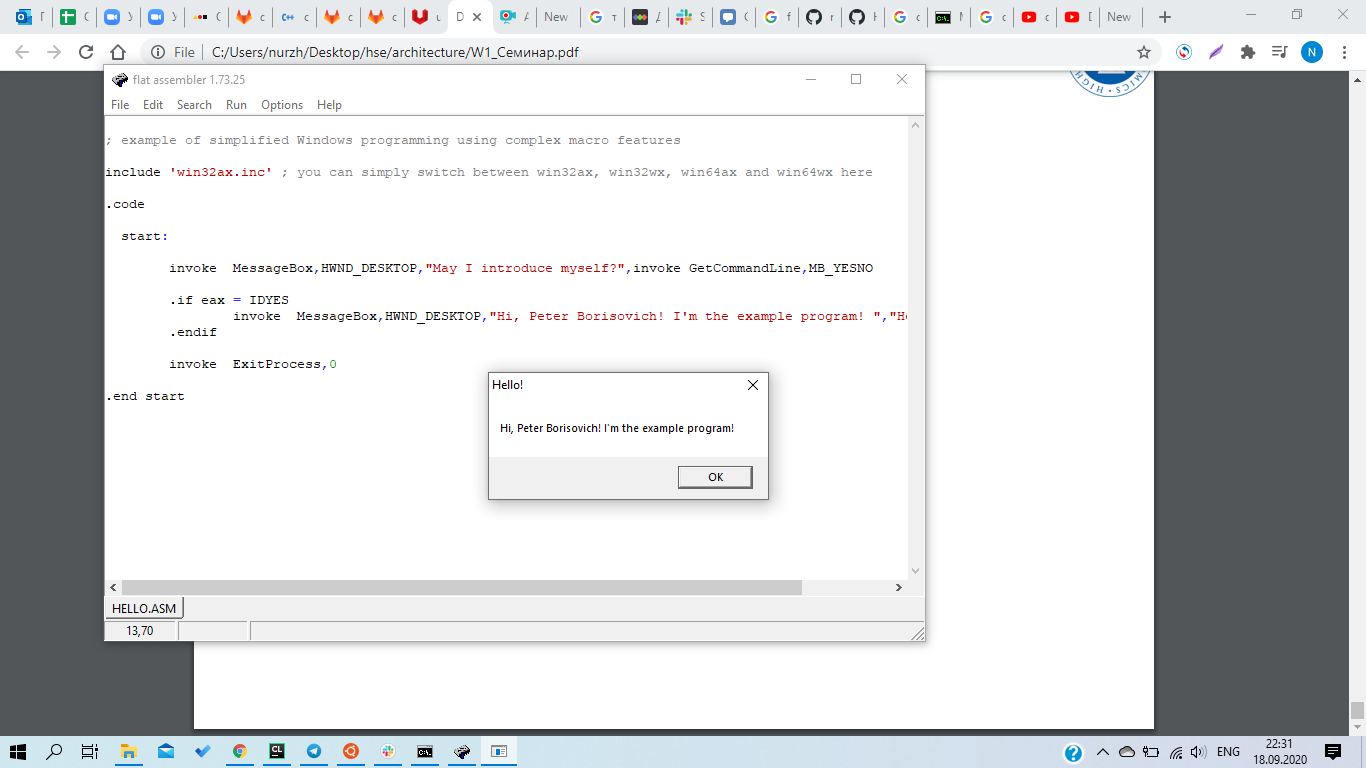 New
New
File C:/Users/nurzh/Desktop/hse/architecture/W1_Семинар.pdf
N
MICS • HIGH
flat assembler 1.73.25
File Edit Search Run Options Help
; example of simplified Windows programming using complex macro features
include 'win32ax.inc' ; you can simply switch between win32ax, win32wx, win64ax and win64wx here
.code
start:
invoke MessageBox,HWND_DESKTOP,"May I introduce myself?",invoke GetCommandLine,MB_YESNO
.if eax = IDYES
invoke MessageBox,HWND_DESKTOP,"Hi, Peter Borisovich! I'm the example program! ","He
.endif
invoke ExitProcess,0
.end start
Hello!
Hi, Peter Borisovich! I'm the example program!
OK
HELLO.ASM
13,70
ENG
22:31
18.09.2020